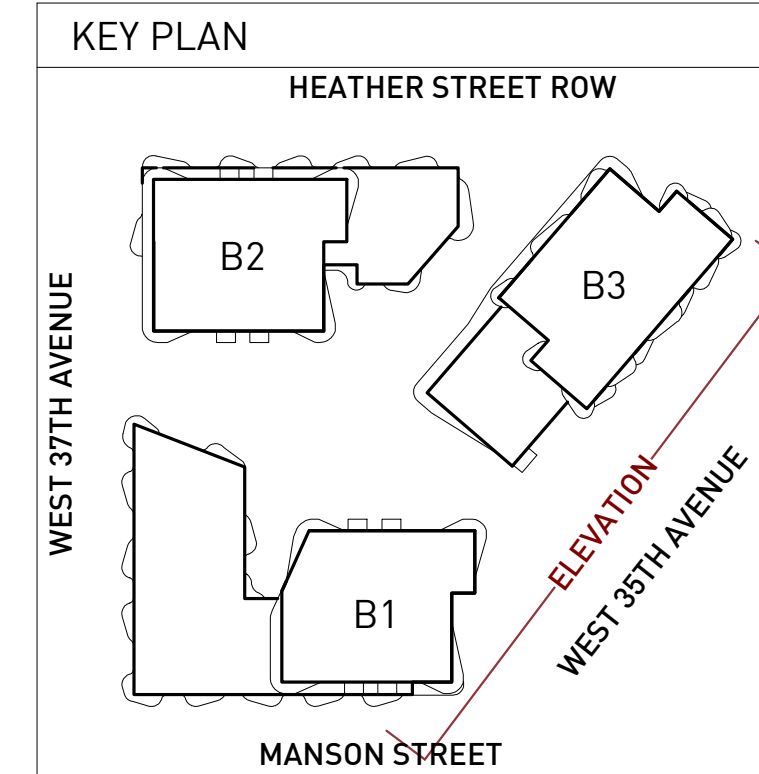 KEY PLAN
HEATHER STREET ROW
B2
B3
WEST 37TH AVENUE
ELEVATION
WEST 35TH AVENUE
B1
MANSON STREET